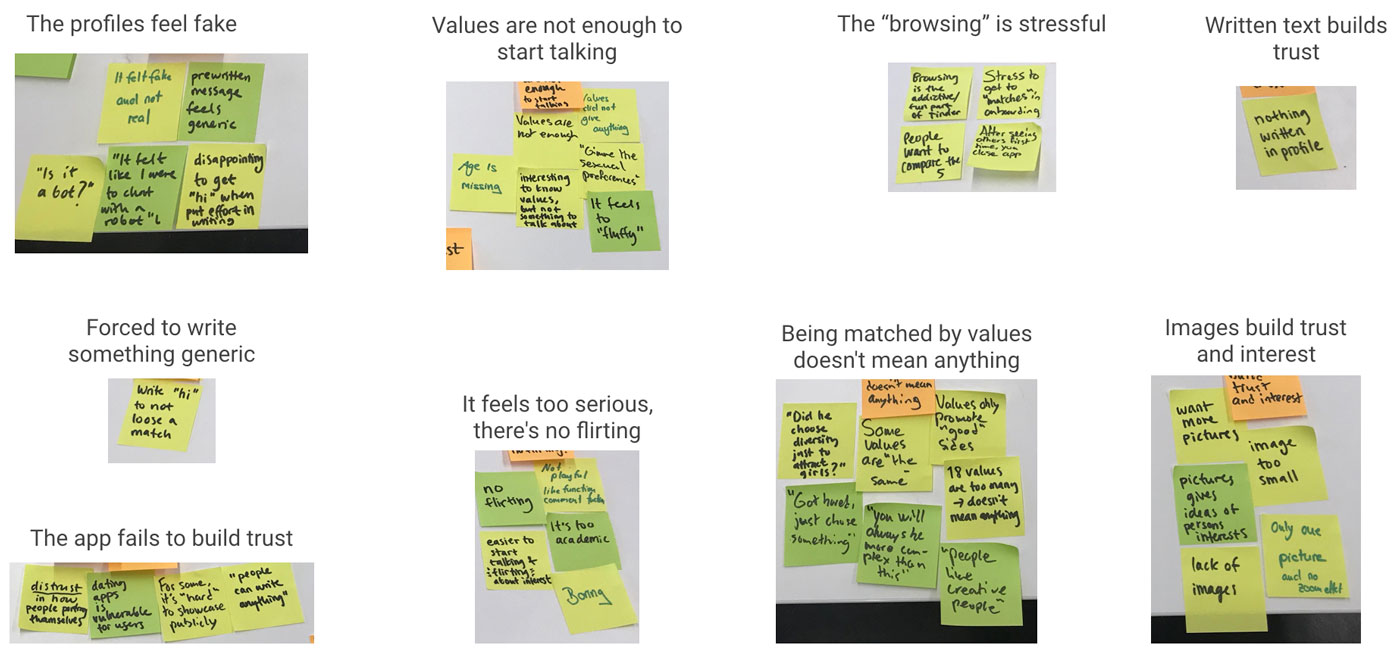 The profiles feel fake
It felt fake
and not
real
prewritten
message
feels
generic
"Is it
a bot?"
"It felt
like I were
to chat
with a
robot"
disappointing
to get
"hi" when
put effort in
writing
Values are not enough to
start talking
enough
to start
talking
Values
did not
give
anything
Values are
not enough
"Gimme the
sexual
preferences"
Age is
missing
interesting
to know
values,
but not
something to
talk about
It feels
to
"fluffy"
st
The “browsing” is stressful
Browsing
is the
addictive/
fun part
of tinder
Stress to
get to
"matches" in
onboarding
People
want to
compare the
5
After seeing
others first
time, you
close app
Written text builds
trust
nothing
written
in profile
Forced to write
something generic
Write "hi"
to not
loose a
match
The app fails to build trust
distrust
in how
people
themselves
dating
apps
is
vulnerable
for users
For some,
it's "hard"
to showcase
publicly
"people
can write
anything"
It feels too serious,
there's no flirting
no
flirting
Not
playful
like function
comment
easier to
start
talking &
flirting
about interest
It's too
academic
Boring
Being matched by values
doesn't mean anything
doesn't mean
anything
"Did he
choose
diversity
just to
attract
girls?"
Some
values
are "the
same
Values only
promote
"good"
sides
18 values
are too many
→ doesn't
mean anything
"Got bored,
just chose
something"
"you will
always be
more com-
plex than
this"
"people
like
creative
people"
Images build trust
and interest
trust
and interest
want
more
pictures
image
too
small
pictures
gives
ideas of
persons
interests
Only one
picture
and no
zoom effect
lack of
images